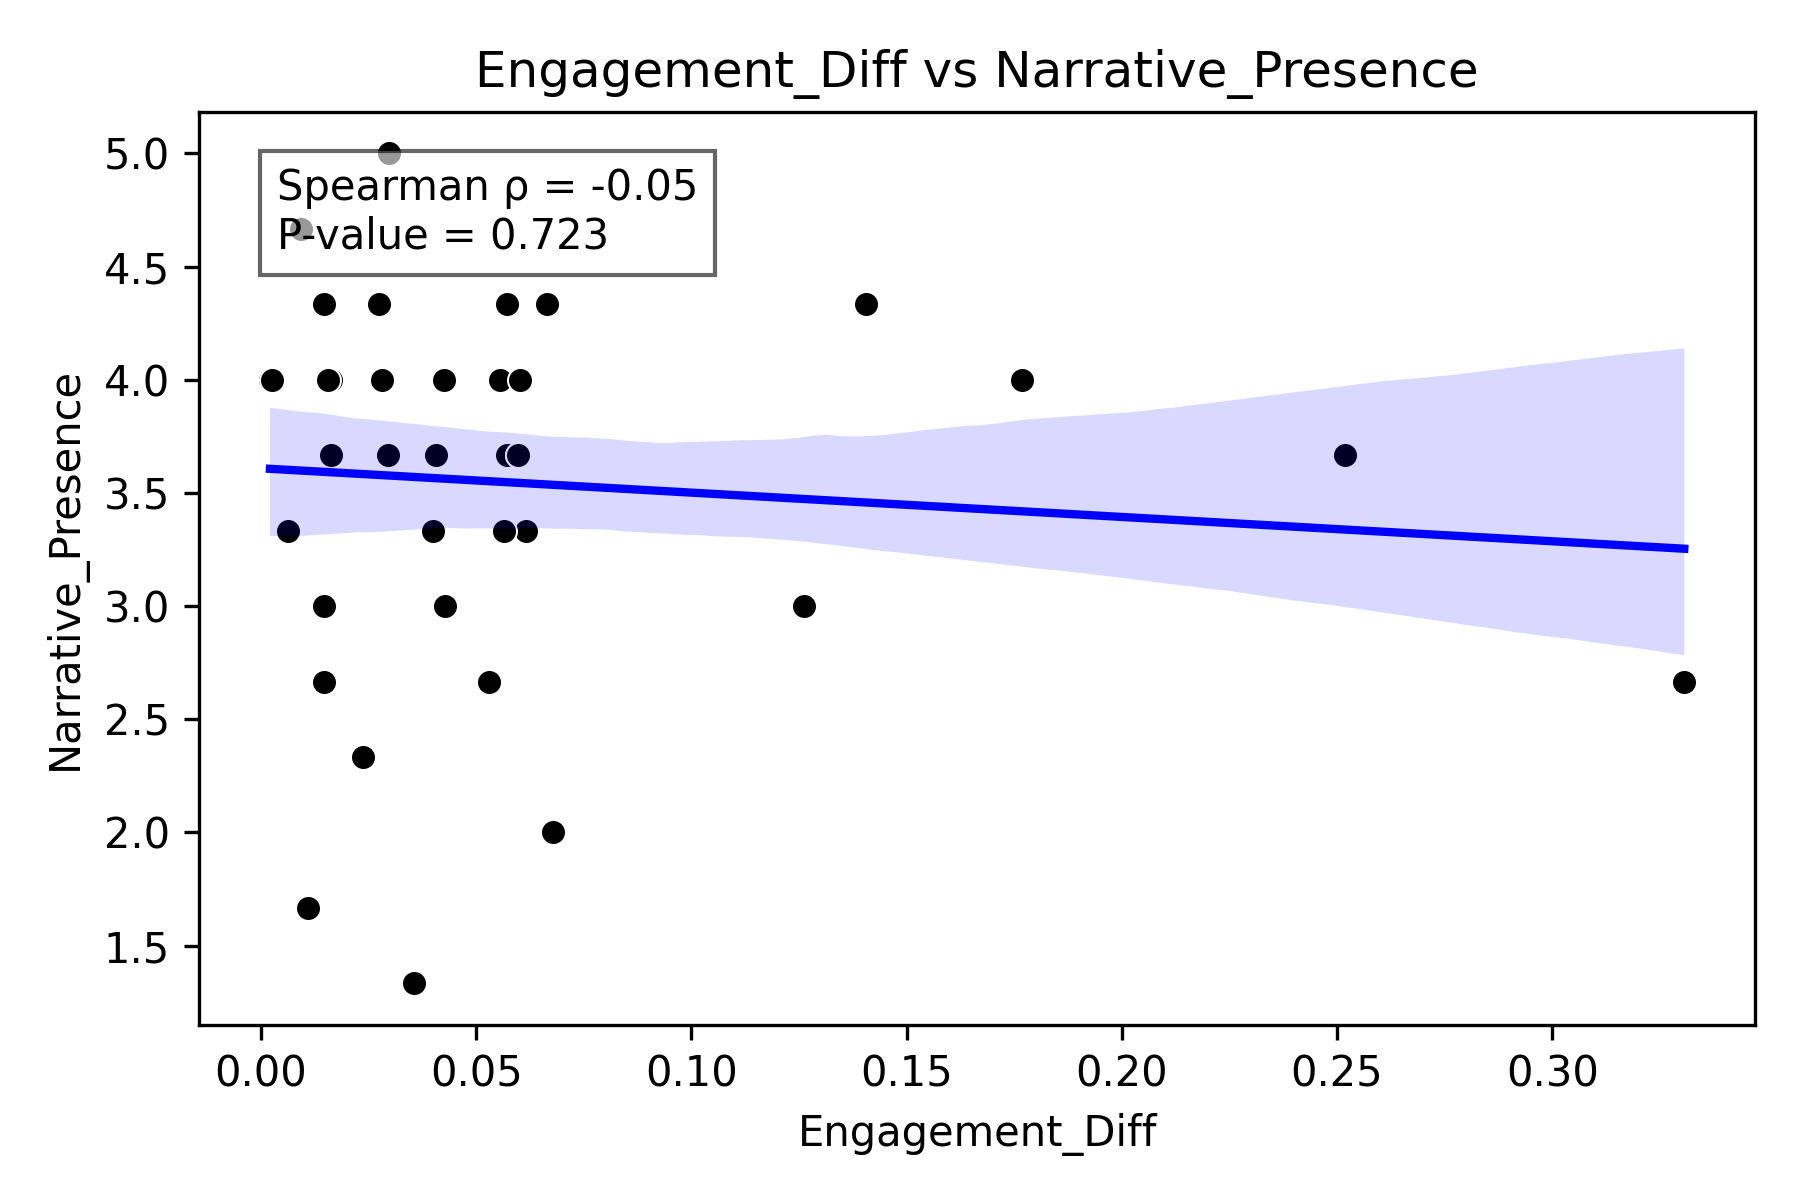 Engagement_Diff vs Narrative_Presence
Spearman ρ = -0.05
P-value = 0.723
Narrative_Presence
5.0
4.5
4.0
3.5
3.0
2.5
2.0
1.5
0.00 0.05 0.10 0.15 0.20 0.25 0.30
Engagement_Diff